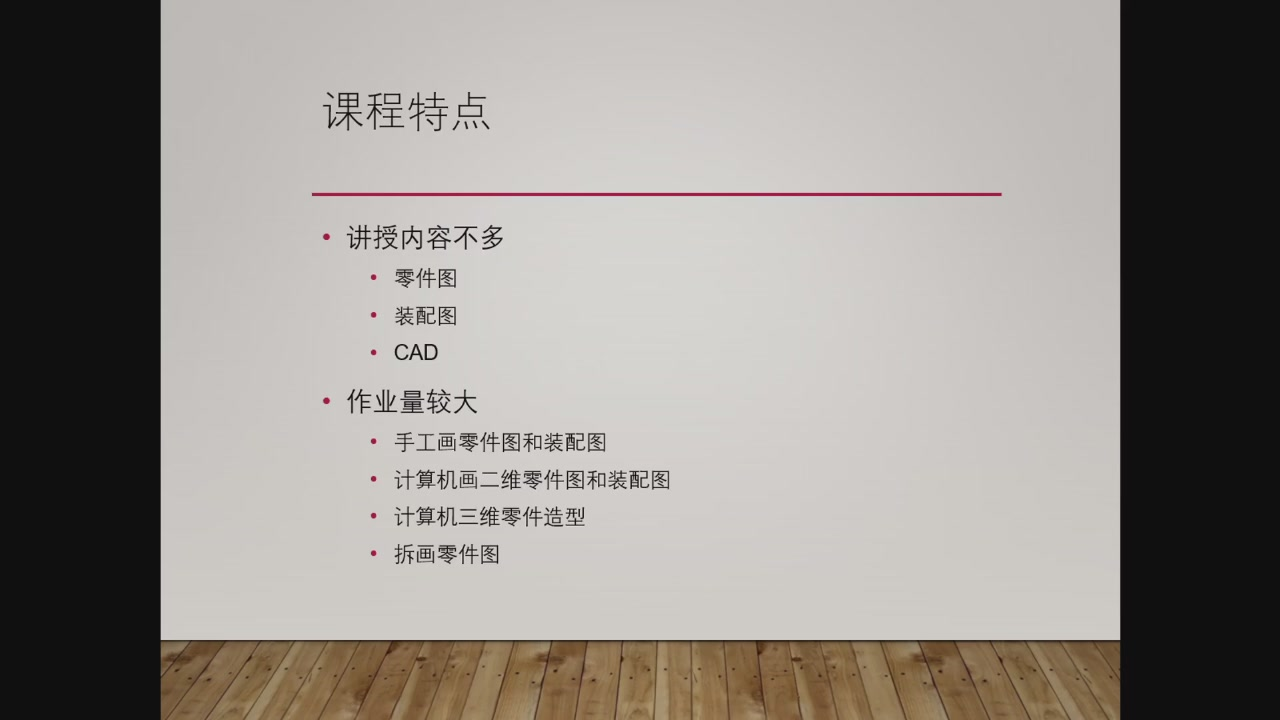 课程特点
讲授内容不多
零件图
装配图
CAD
作业量较大
手工画零件图和装配图
计算机画二维零件图和装配图
计算机三维零件造型
拆画零件图